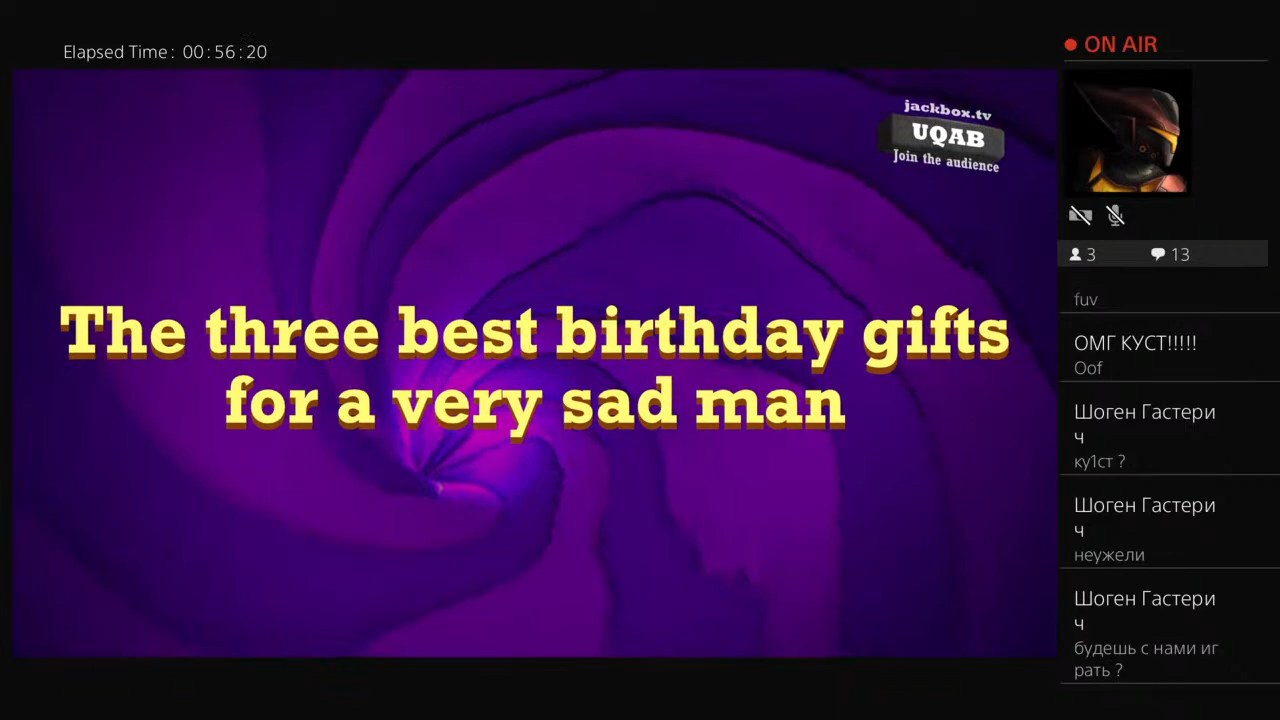 Elapsed Time: 00:56:20
ON AIR
jackbox.tv
UQAB
Join the audience
The three best birthday gifts
for a very sad man
3
13
fuv
ОМГ КУСТ!!!!!
Oof
Шоген Гастери
ч
ку1ст ?
Шоген Гастери
ч
неужели
Шоген Гастери
ч
будешь с нами иг
рать ?